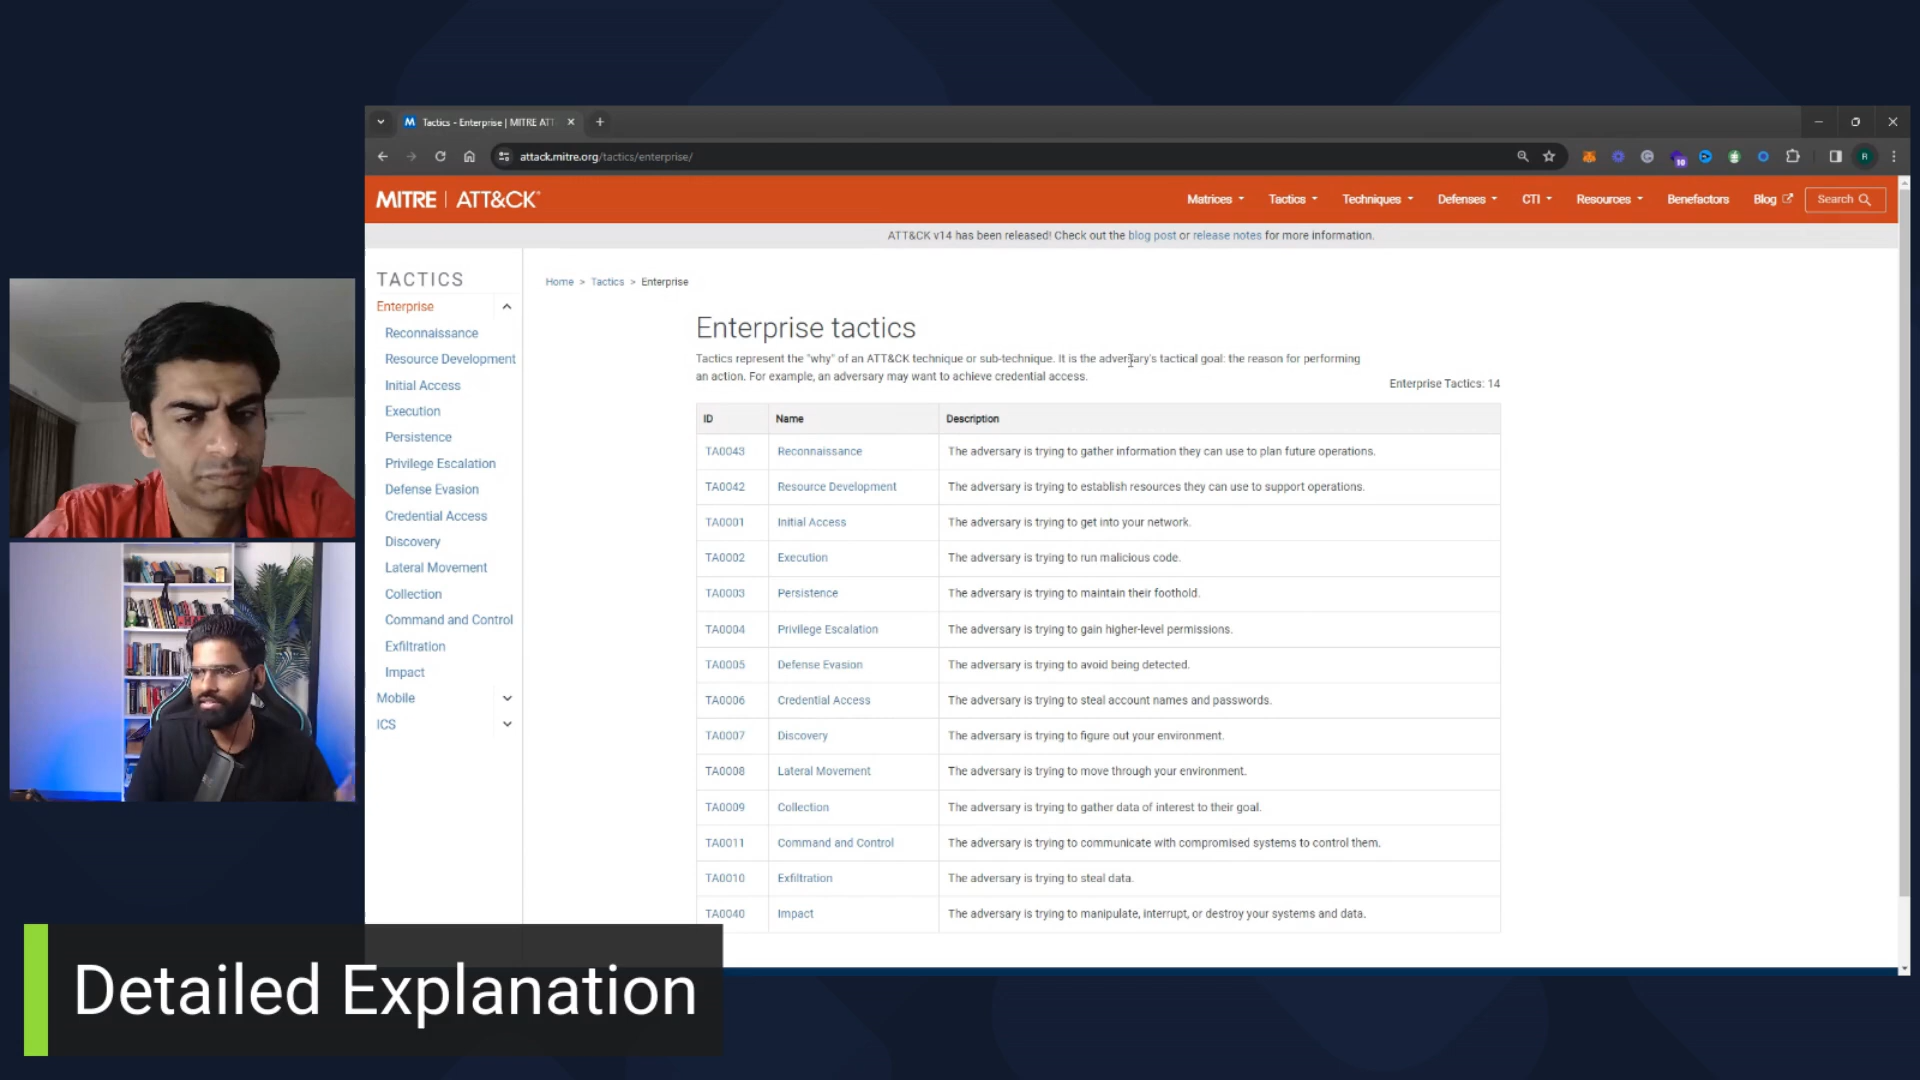 Tactics - Enterprise | MITRE ATT
attack.mitre.org/tactics/enterprise/
10
R
MITRE | ATT&CK®
Matrices
Tactics
Techniques
Defenses
CTI
Resources
Benefactors
Blog
Search
ATT&CK v14 has been released! Check out the blog post or release notes for more information.
TACTICS
Enterprise
Reconnaissance
Resource Development
Initial Access
Execution
Persistence
Privilege Escalation
Defense Evasion
Credential Access
Discovery
Lateral Movement
Collection
Command and Control
Exfiltration
Impact
Mobile
ICS
Home > Tactics > Enterprise
Enterprise tactics
Tactics represent the "why" of an ATT&CK technique or sub-technique. It is the adversary's tactical goal: the reason for performing
an action. For example, an adversary may want to achieve credential access.
Enterprise Tactics: 14
ID Name Description
TA0043 Reconnaissance The adversary is trying to gather information they can use to plan future operations.
TA0042 Resource Development The adversary is trying to establish resources they can use to support operations.
TA0001 Initial Access The adversary is trying to get into your network.
TA0002 Execution The adversary is trying to run malicious code.
TA0003 Persistence The adversary is trying to maintain their foothold.
TA0004 Privilege Escalation The adversary is trying to gain higher-level permissions.
TA0005 Defense Evasion The adversary is trying to avoid being detected.
TA0006 Credential Access The adversary is trying to steal account names and passwords.
TA0007 Discovery The adversary is trying to figure out your environment.
TA0008 Lateral Movement The adversary is trying to move through your environment.
TA0009 Collection The adversary is trying to gather data of interest to their goal.
TA0011 Command and Control The adversary is trying to communicate with compromised systems to control them.
TA0010 Exfiltration The adversary is trying to steal data.
TA0040 Impact The adversary is trying to manipulate, interrupt, or destroy your systems and data.
Detailed Explanation